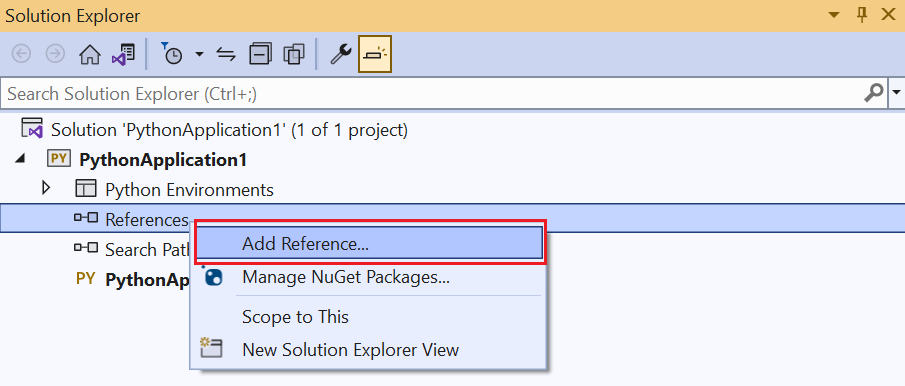 Solution Explorer
Search Solution Explorer (Ctrl+;)
Solution 'PythonApplication1' (1 of 1 project)
PY PythonApplication1
Python Environments
References
Add Reference...
Search Pat
Manage NuGet Packages...
PY PythonAp
Scope to This
New Solution Explorer View